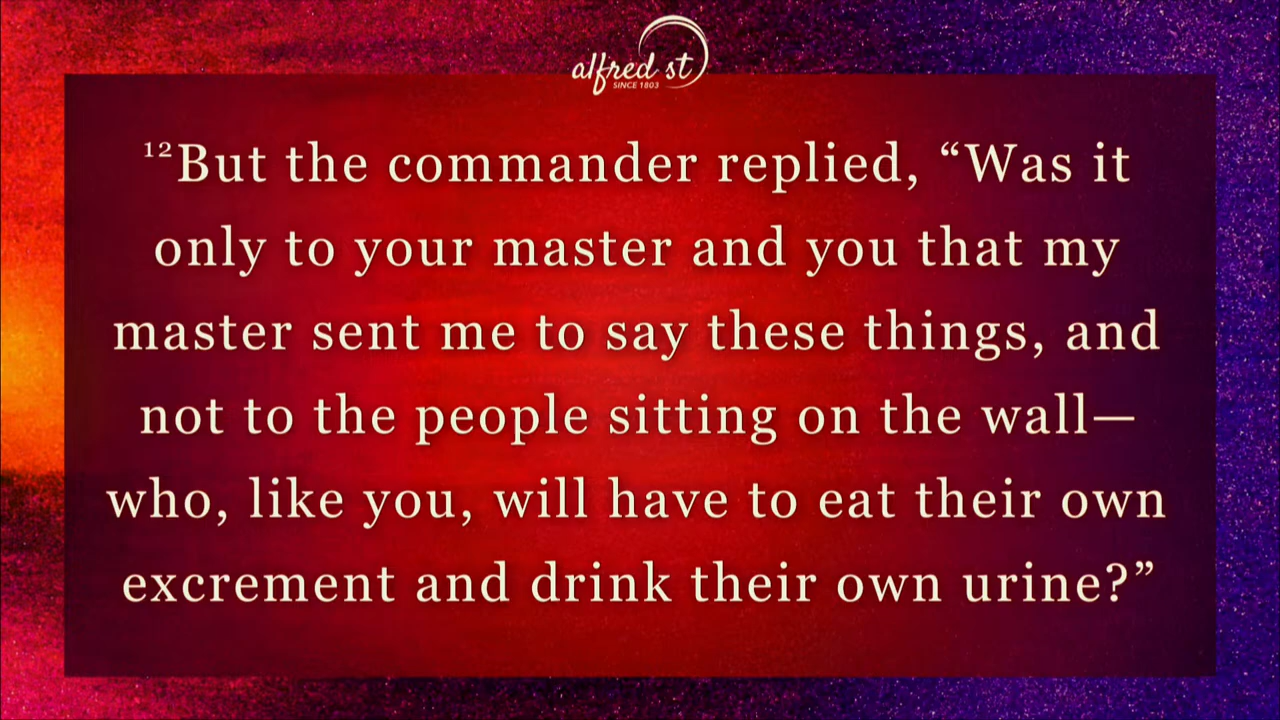 alfred st
SINCE 1803
¹²But the commander replied, “Was it
only to your master and you that my
master sent me to say these things, and
not to the people sitting on the wall—
who, like you, will have to eat their own
excrement and drink their own urine?”